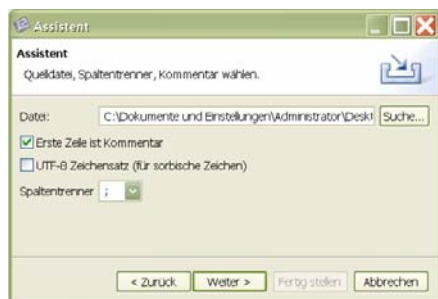 Assistent
Assistent
Quelldatei, Spaltentrenner, Kommentar wählen.
Datei: C:\Dokumente und Einstellungen\Administrator\Deskt Suche...
Erste Zeile ist Kommentar
UTF-8 Zeichensatz (für sorbische Zeichen)
Spaltentrenner ;
< Zurück Weiter > Fertig stellen Abbrechen